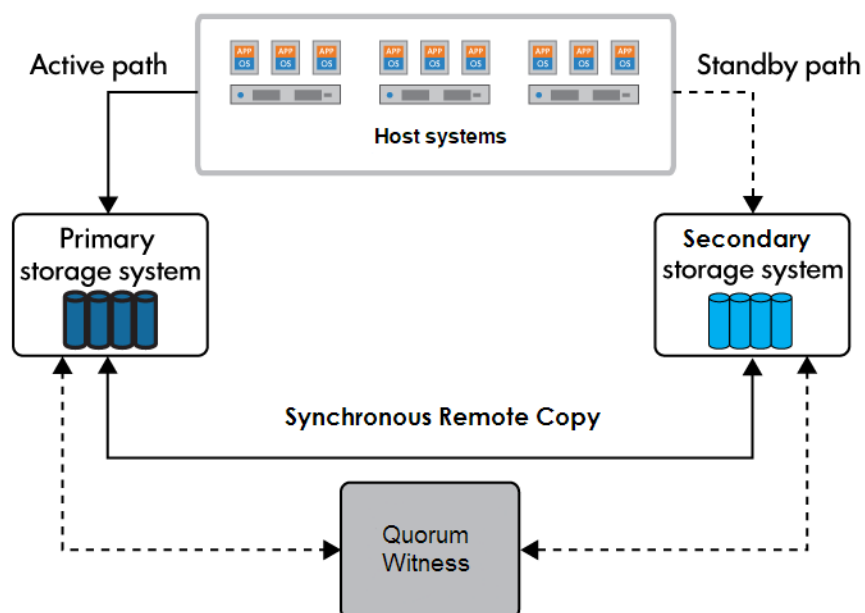 Active path
APP APP APP APP APP APP APP APP APP
OS OS OS OS OS OS OS OS OS
Standby path
Host systems
Primary
storage system
Secondary
storage system
Synchronous Remote Copy
Quorum
Witness